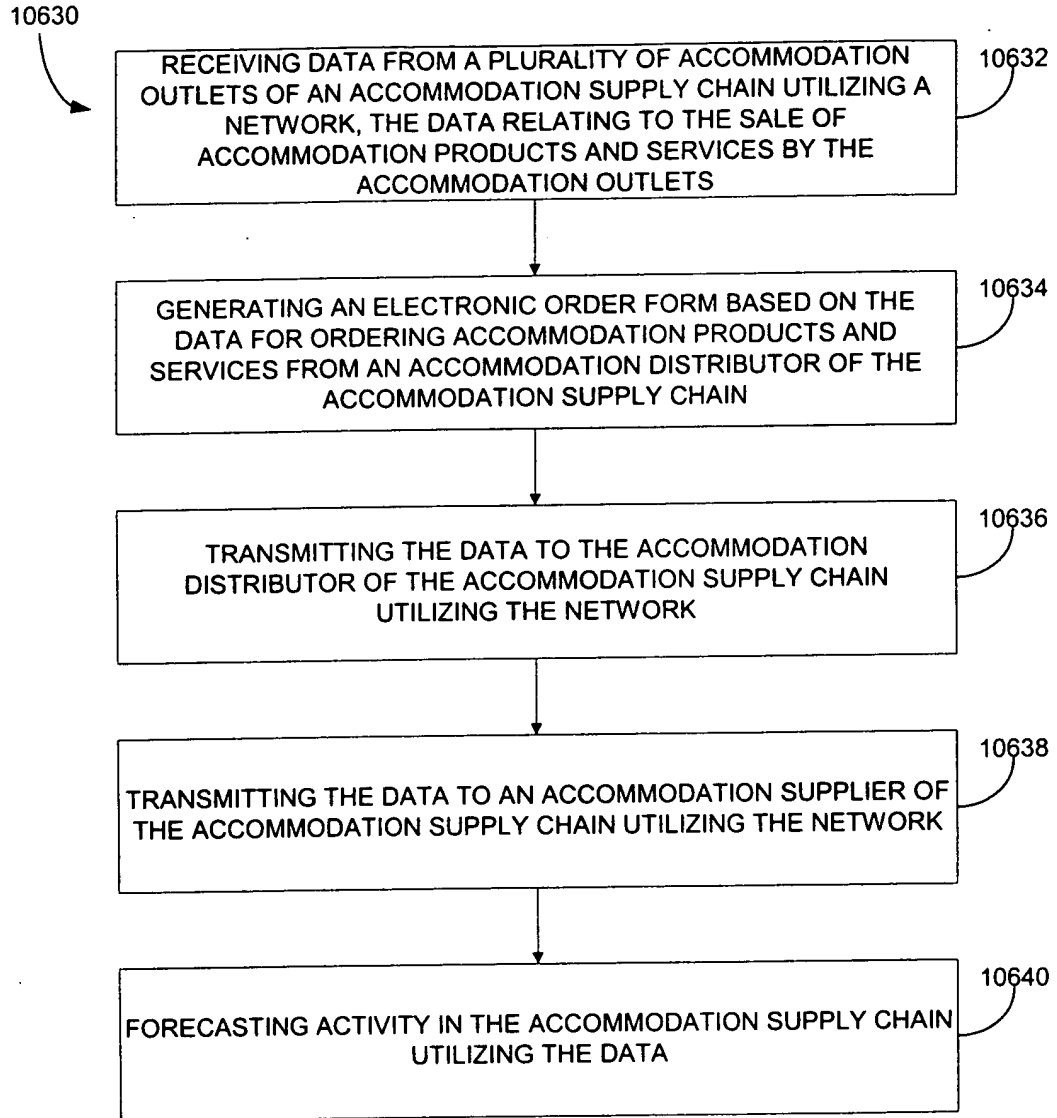 10630
RECEIVING DATA FROM A PLURALITY OF ACCOMMODATION
OUTLETS OF AN ACCOMMODATION SUPPLY CHAIN UTILIZING A
NETWORK, THE DATA RELATING TO THE SALE OF
ACCOMMODATION PRODUCTS AND SERVICES BY THE
ACCOMMODATION OUTLETS
10632
GENERATING AN ELECTRONIC ORDER FORM BASED ON THE
DATA FOR ORDERING ACCOMMODATION PRODUCTS AND
SERVICES FROM AN ACCOMMODATION DISTRIBUTOR OF THE
ACCOMMODATION SUPPLY CHAIN
10634
TRANSMITTING THE DATA TO THE ACCOMMODATION
DISTRIBUTOR OF THE ACCOMMODATION SUPPLY CHAIN
UTILIZING THE NETWORK
10636
TRANSMITTING THE DATA TO AN ACCOMMODATION SUPPLIER OF
THE ACCOMMODATION SUPPLY CHAIN UTILIZING THE NETWORK
10638
FORECASTING ACTIVITY IN THE ACCOMMODATION SUPPLY CHAIN
UTILIZING THE DATA
10640